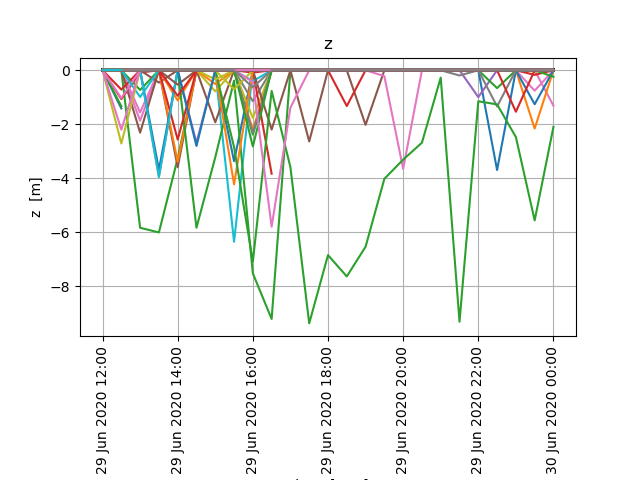 z
0
−2
−4
−6
−8
z [m]
29 Jun 2020 12:00
29 Jun 2020 14:00
29 Jun 2020 16:00
29 Jun 2020 18:00
29 Jun 2020 20:00
29 Jun 2020 22:00
30 Jun 2020 00:00